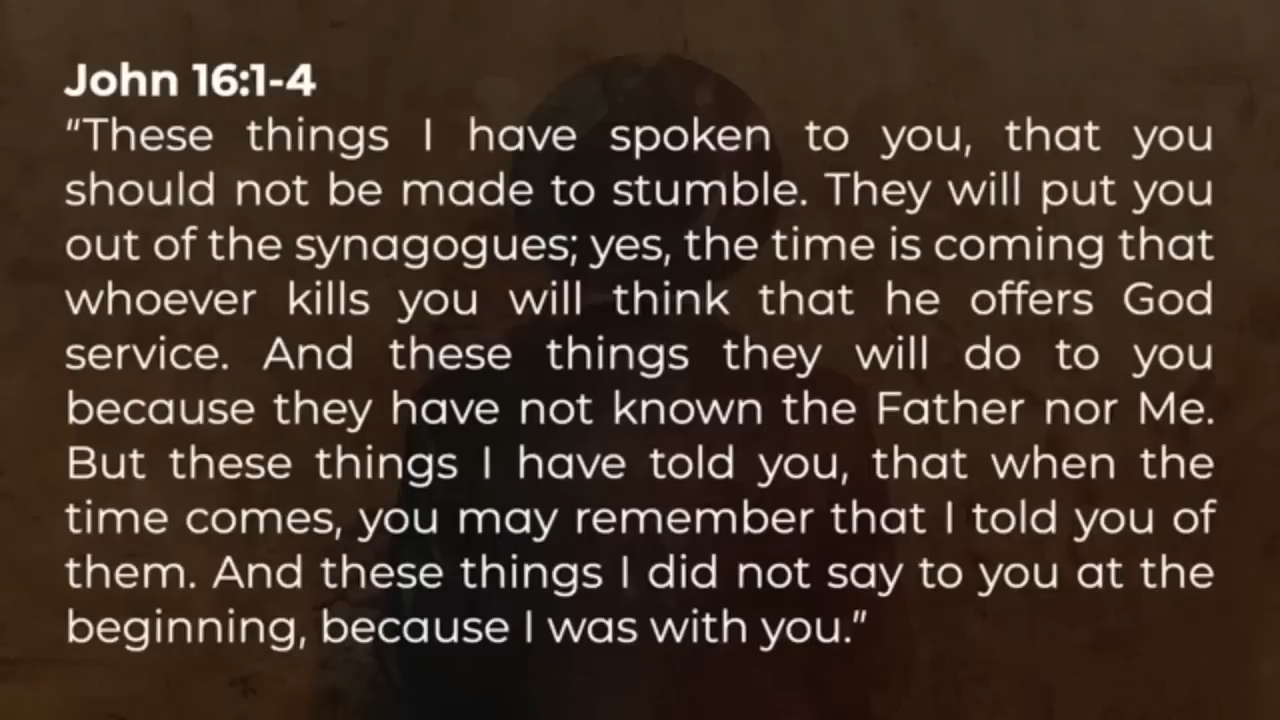 John 16:1-4
"These things I have spoken to you, that you
should not be made to stumble. They will put you
out of the synagogues; yes, the time is coming that
whoever kills you will think that he offers God
service. And these things they will do to you
because they have not known the Father nor Me.
But these things I have told you, that when the
time comes, you may remember that I told you of
them. And these things I did not say to you at the
beginning, because I was with you."